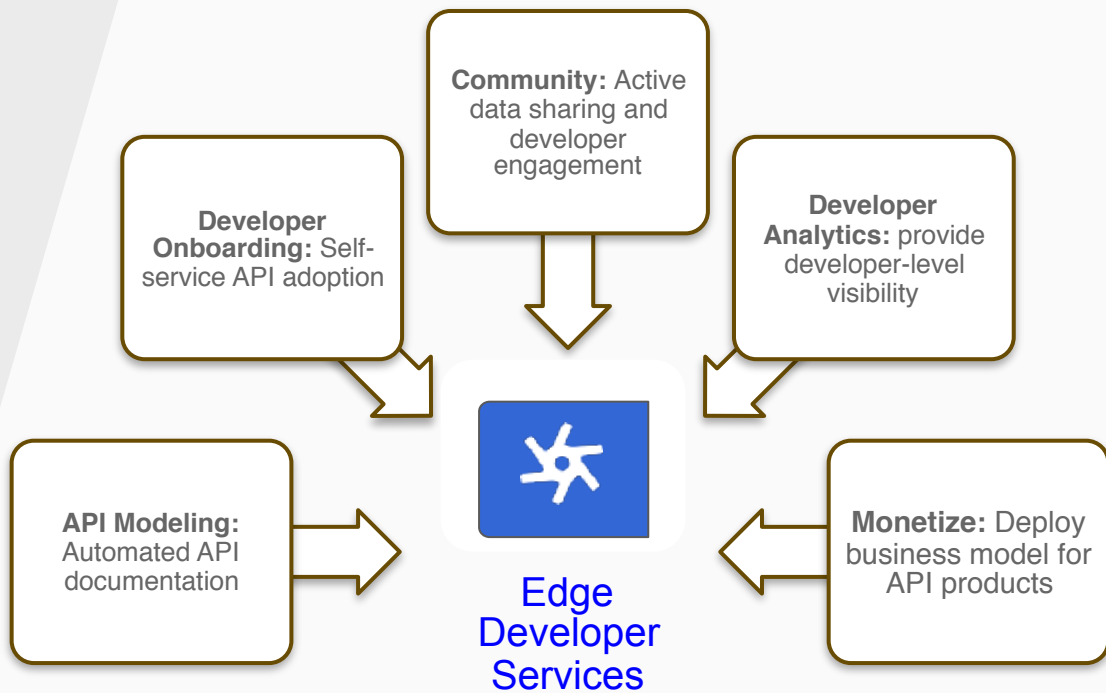 Community: Active
data sharing and
developer
engagement
Developer
Onboarding: Self-
service API adoption
Developer
Analytics: provide
developer-level
visibility
API Modeling:
Automated API
documentation
Monetize: Deploy
business model for
API products
Edge
Developer
Services